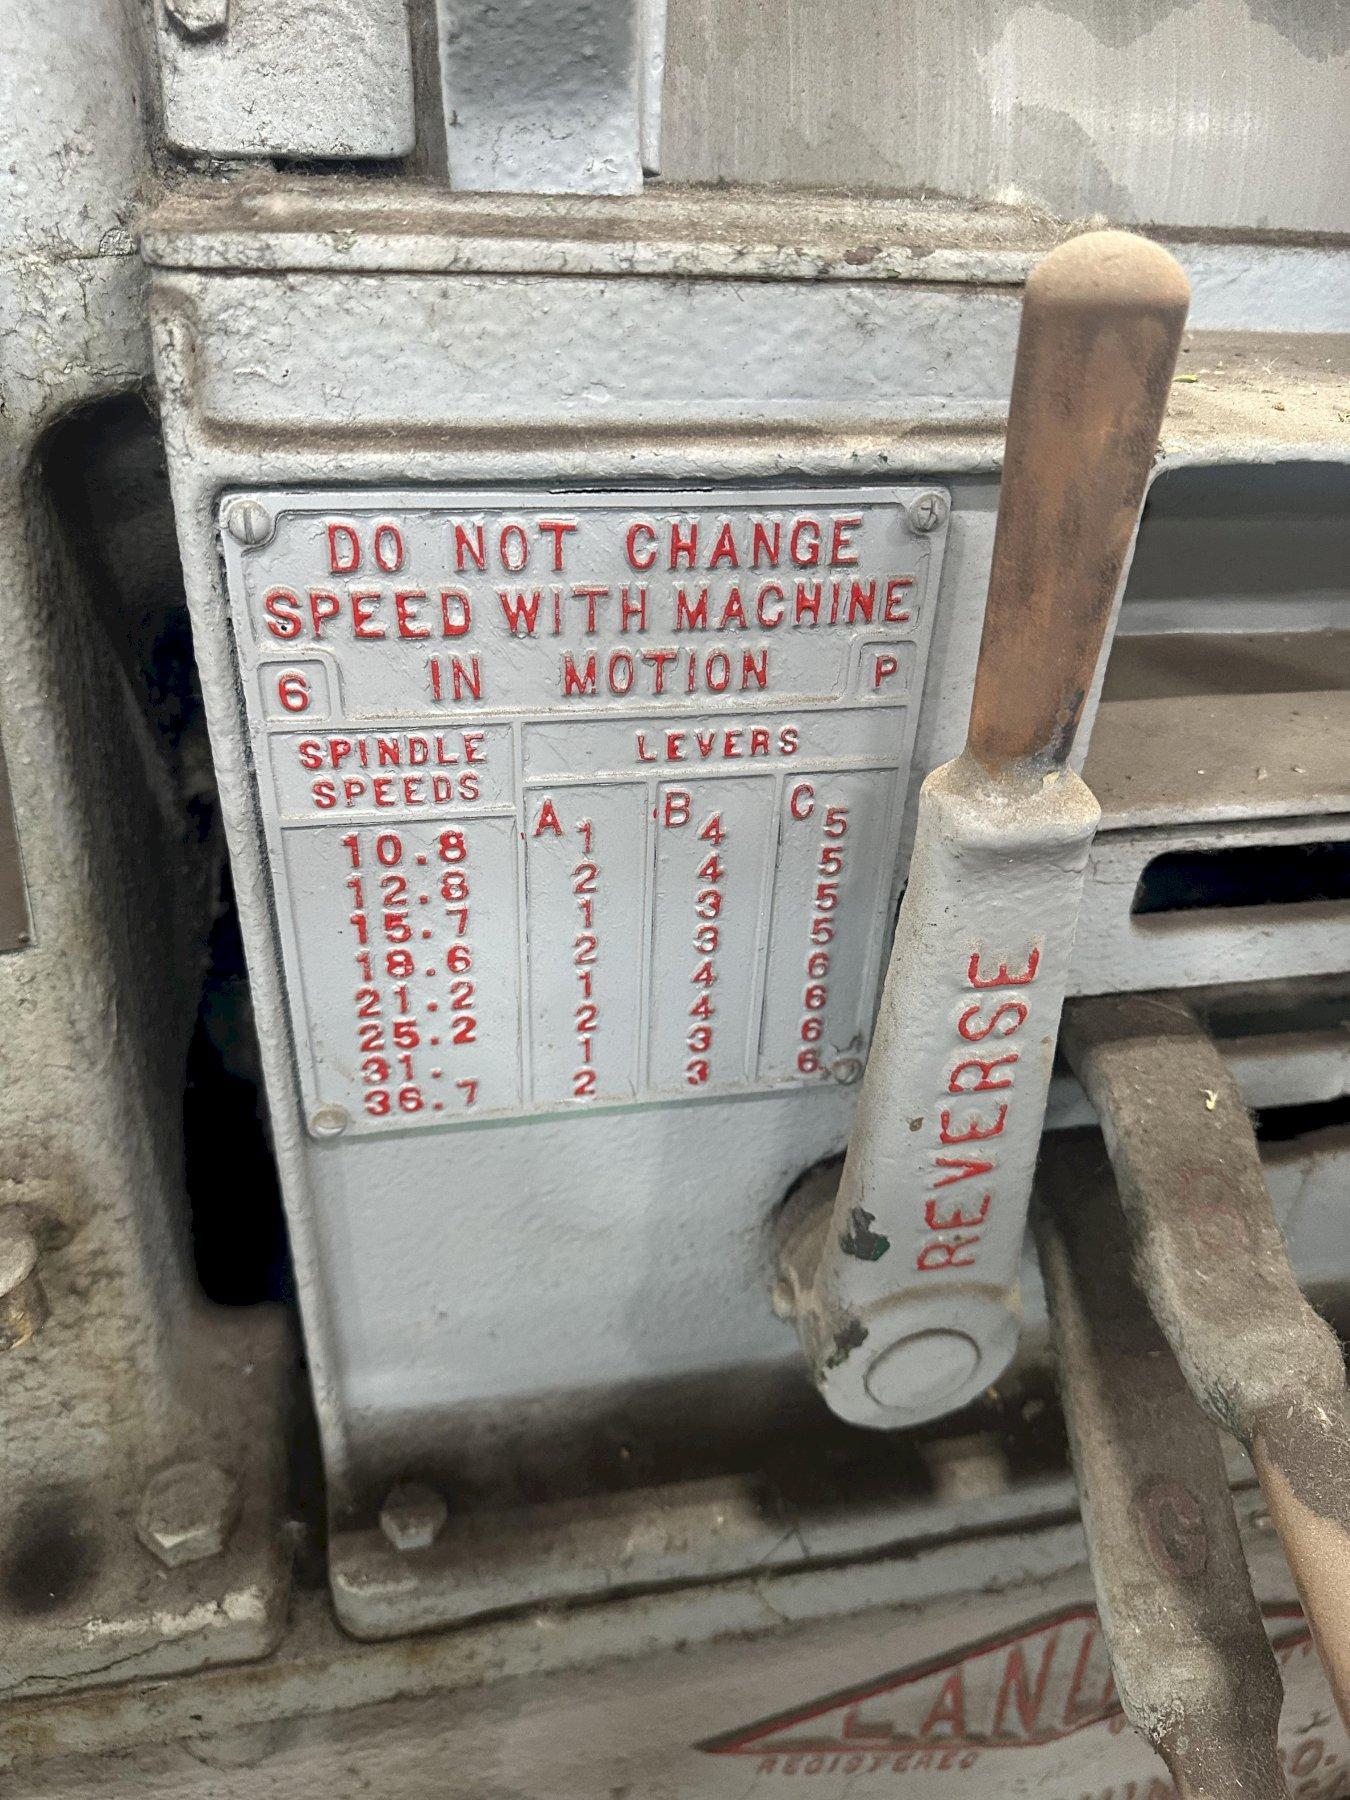 DO NOT CHANGE
SPEED WITH MACHINE
IN MOTION
6
P
SPINDLE
SPEEDS
LEVERS
A B C
10.8 1 4 5
12.8 2 4 5
15.7 1 3 5
18.6 2 3 5
21.2 1 4 6
25.2 2 4 6
31. 1 3 6
36.7 2 3 6
REVERSE
C
REGISTERED